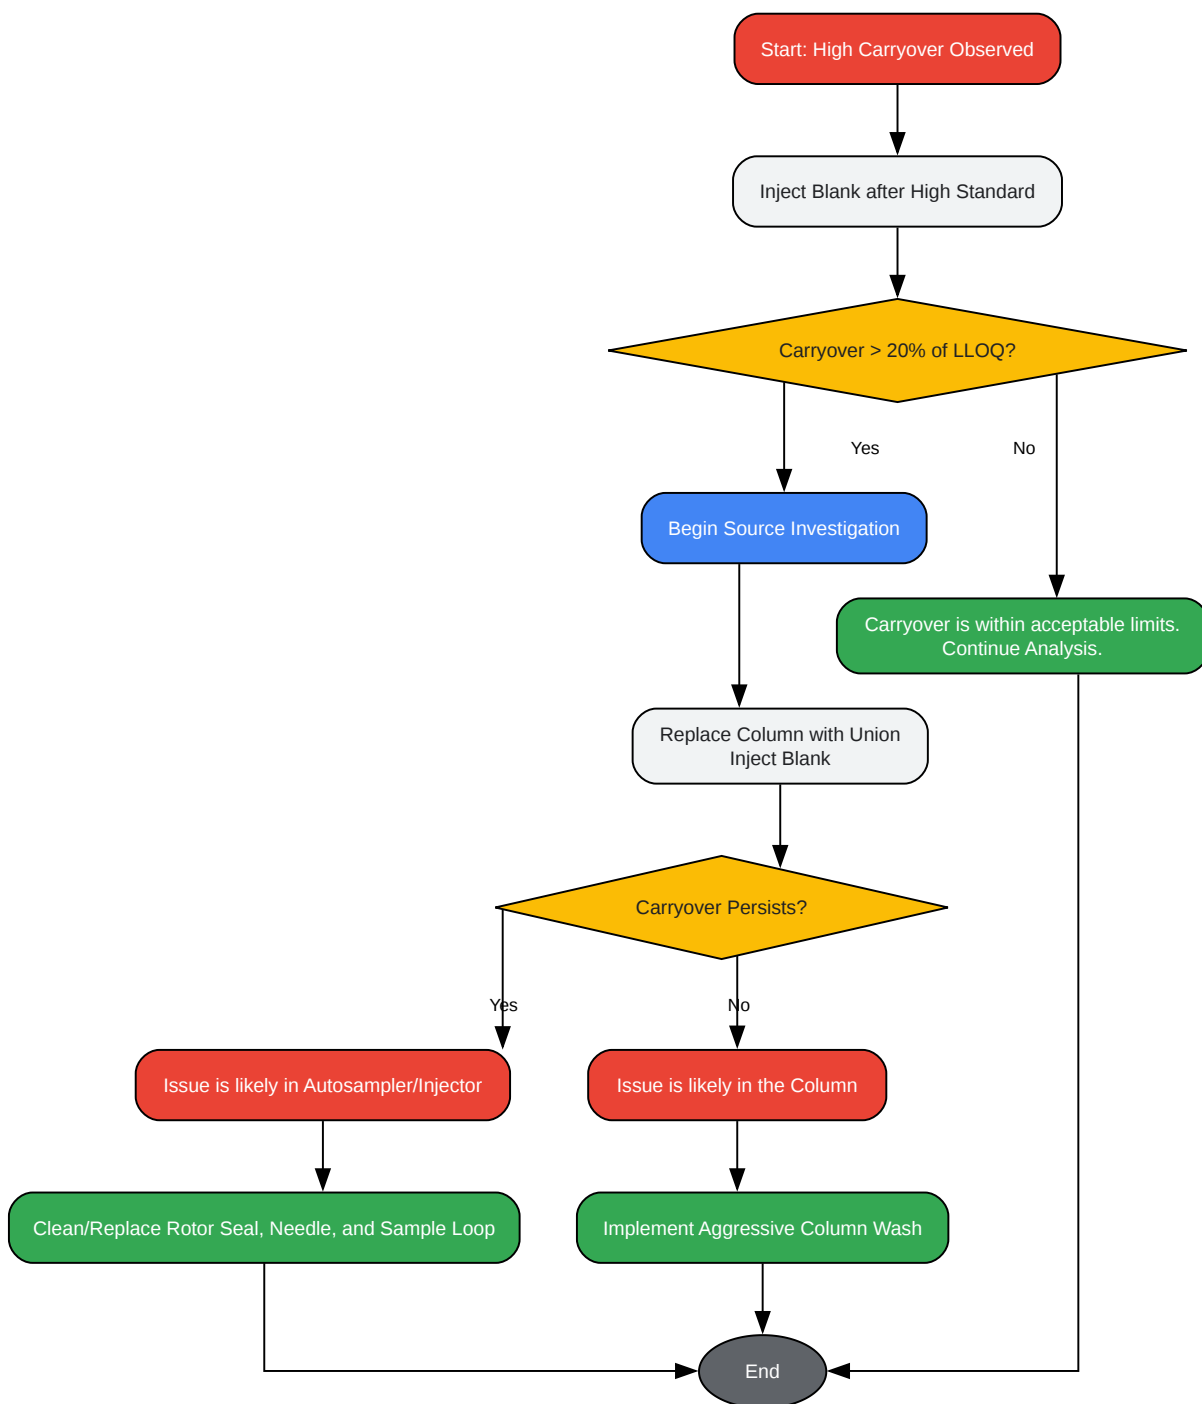 Start: High Carryover Observed
Inject Blank after High Standard
Carryover > 20% of LLOQ?
Yes
No
Begin Source Investigation
Carryover is within acceptable limits.
Continue Analysis.
Replace Column with Union
Inject Blank
Carryover Persists?
Yes
No
Issue is likely in Autosampler/Injector
Issue is likely in the Column
Clean/Replace Rotor Seal, Needle, and Sample Loop
Implement Aggressive Column Wash
End